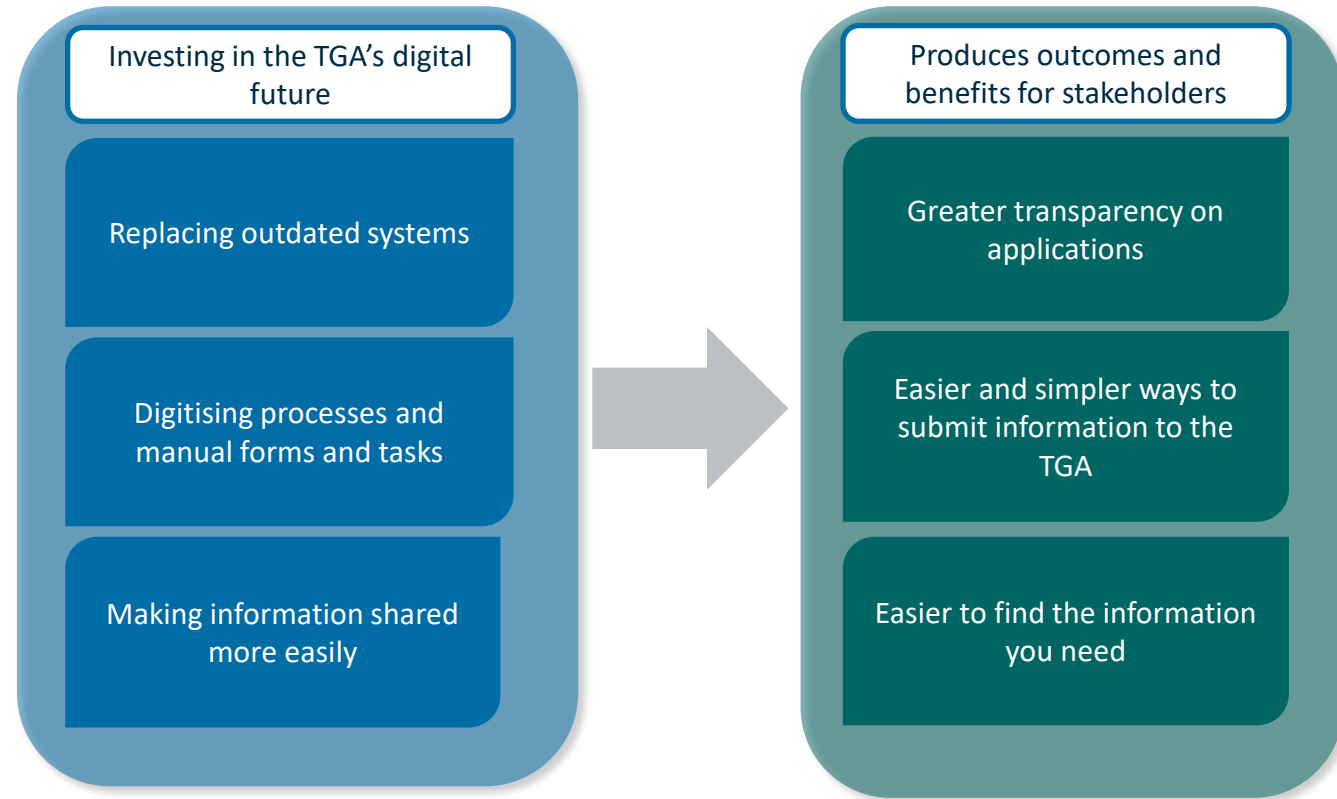 Investing in the TGA's digital
future
Replacing outdated systems
Digitising processes and
manual forms and tasks
Making information shared
more easily
Produces outcomes and
benefits for stakeholders
Greater transparency on
applications
Easier and simpler ways to
submit information to the
TGA
Easier to find the information
you need